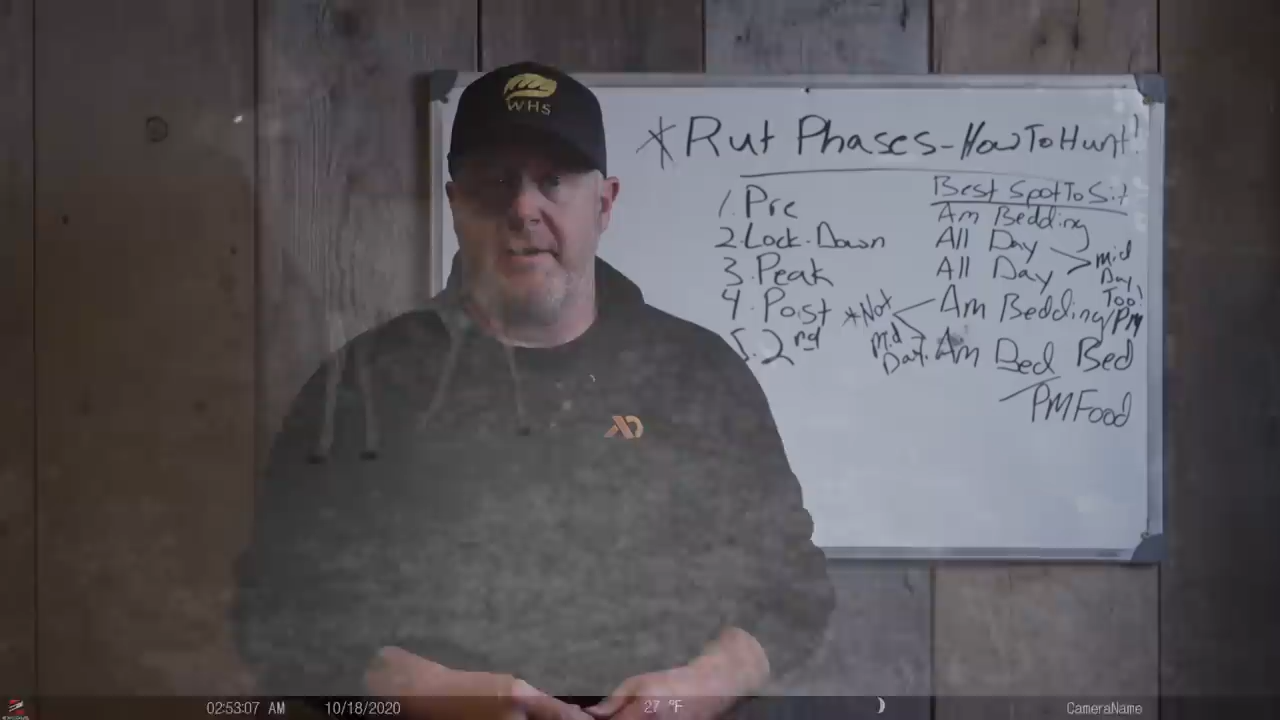 WHS
*Rut Phases-How To Hunt!
Best Spot To Sit
1. Pre
Am Bedding
2. Lock-Down
All Day
3. Peak
All Day
mid Day Too!
4. Post
*Not mid Day.
Am Bedding/PM
5. 2nd
Am Bed Bed
/PM Food
02:53:07 AM
10/18/2020
27 °F
CameraName